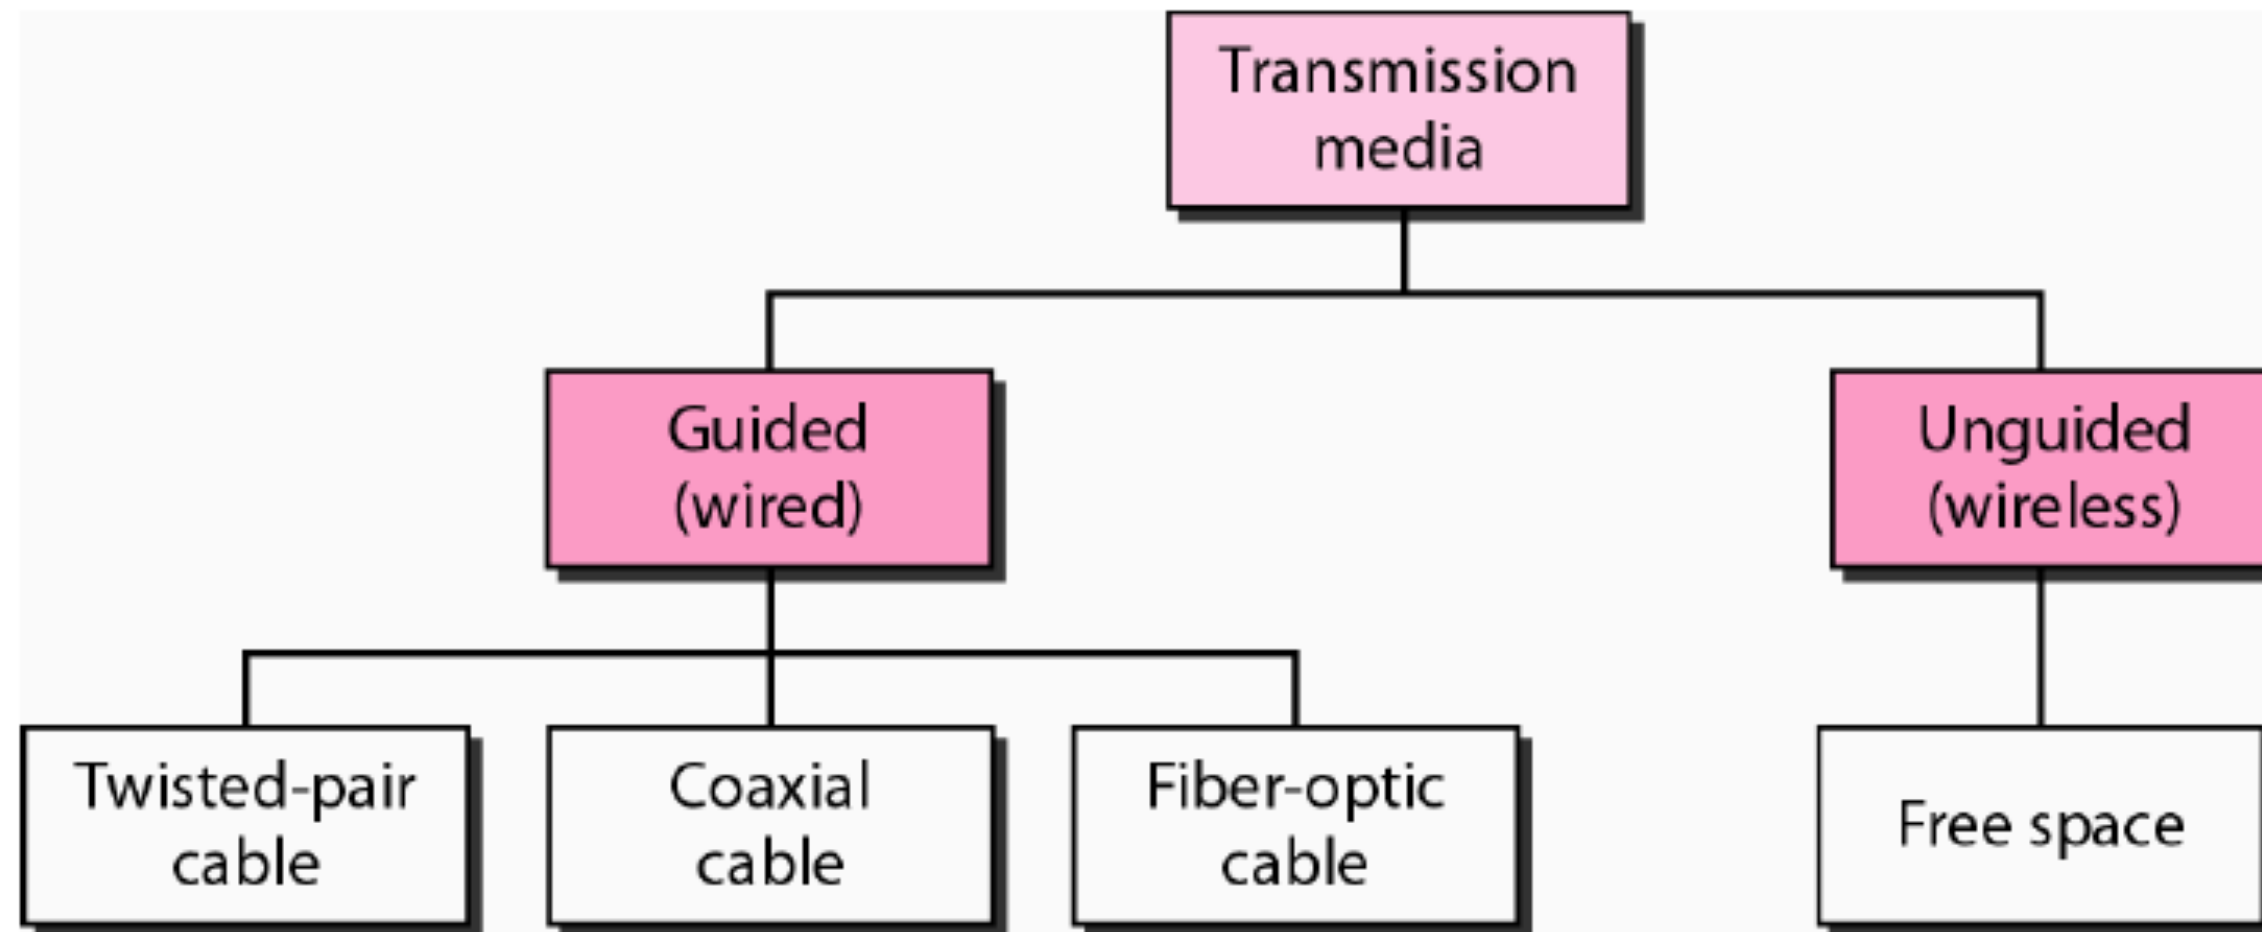 Transmission
media
Guided
(wired)
Unguided
(wireless)
Twisted-pair
cable
Coaxial
cable
Fiber-optic
cable
Free space